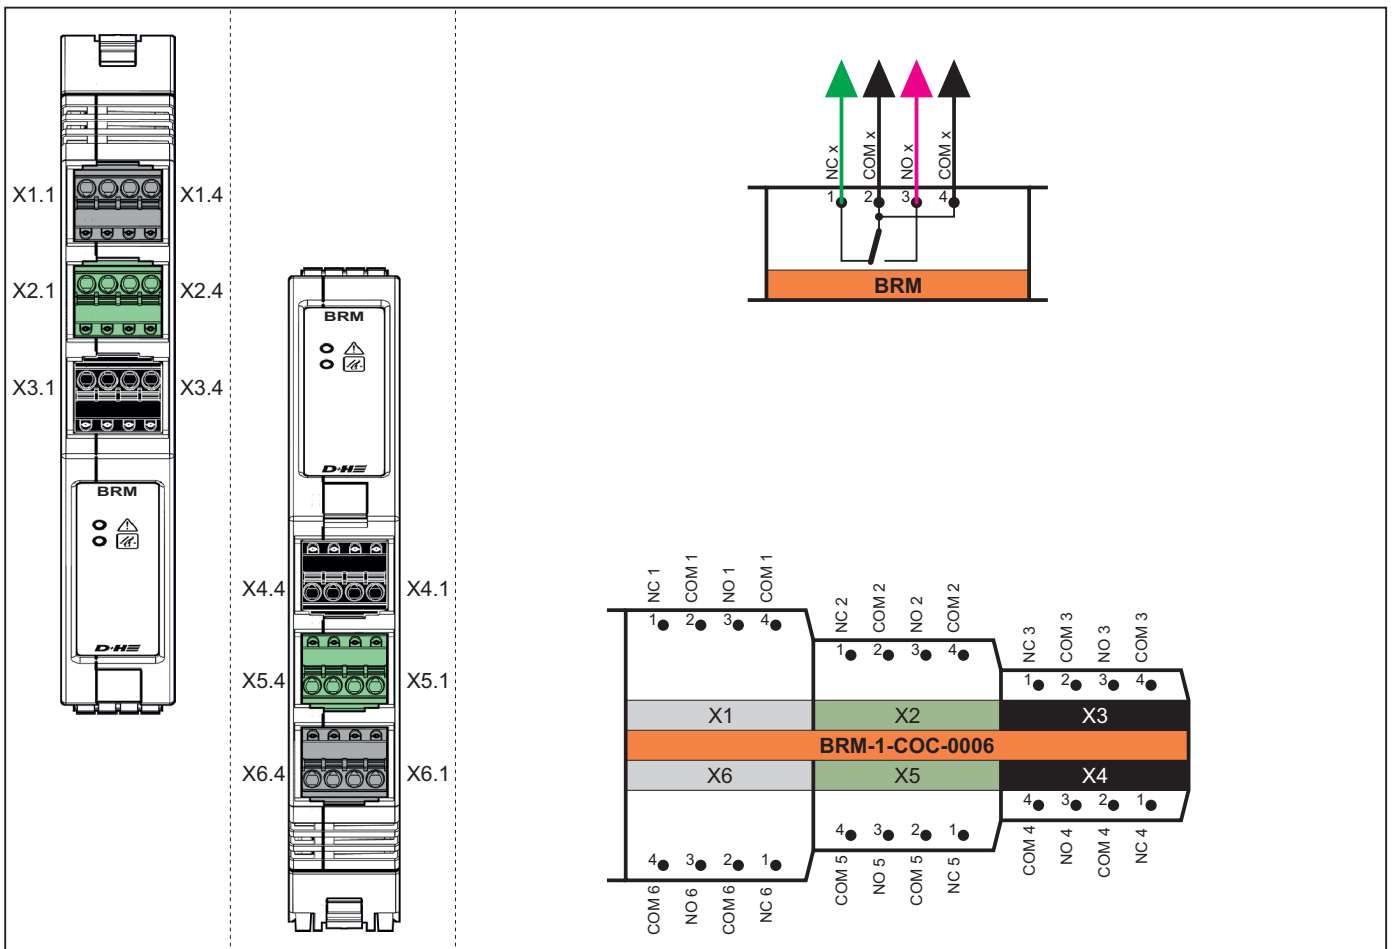 X1.1
X1.4
X2.1
X2.4
X3.1
X3.4
BRM
D+H
BRM
D+H
X4.4
X4.1
X5.4
X5.1
X6.4
X6.1
NC x
COM x
NO x
COM x
1 2 3 4
BRM
NC 1
COM 1
NO 1
COM 1
NC 2
COM 2
NO 2
COM 2
NC 3
COM 3
NO 3
COM 3
1 2 3 4
1 2 3 4
1 2 3 4
X1 X2 X3
BRM-1-COC-0006
X6 X5 X4
4 3 2 1
4 3 2 1
4 3 2 1
COM 6
NO 6
COM 6
NC 6
COM 5
NO 5
COM 5
NC 5
COM 4
NO 4
COM 4
NC 4